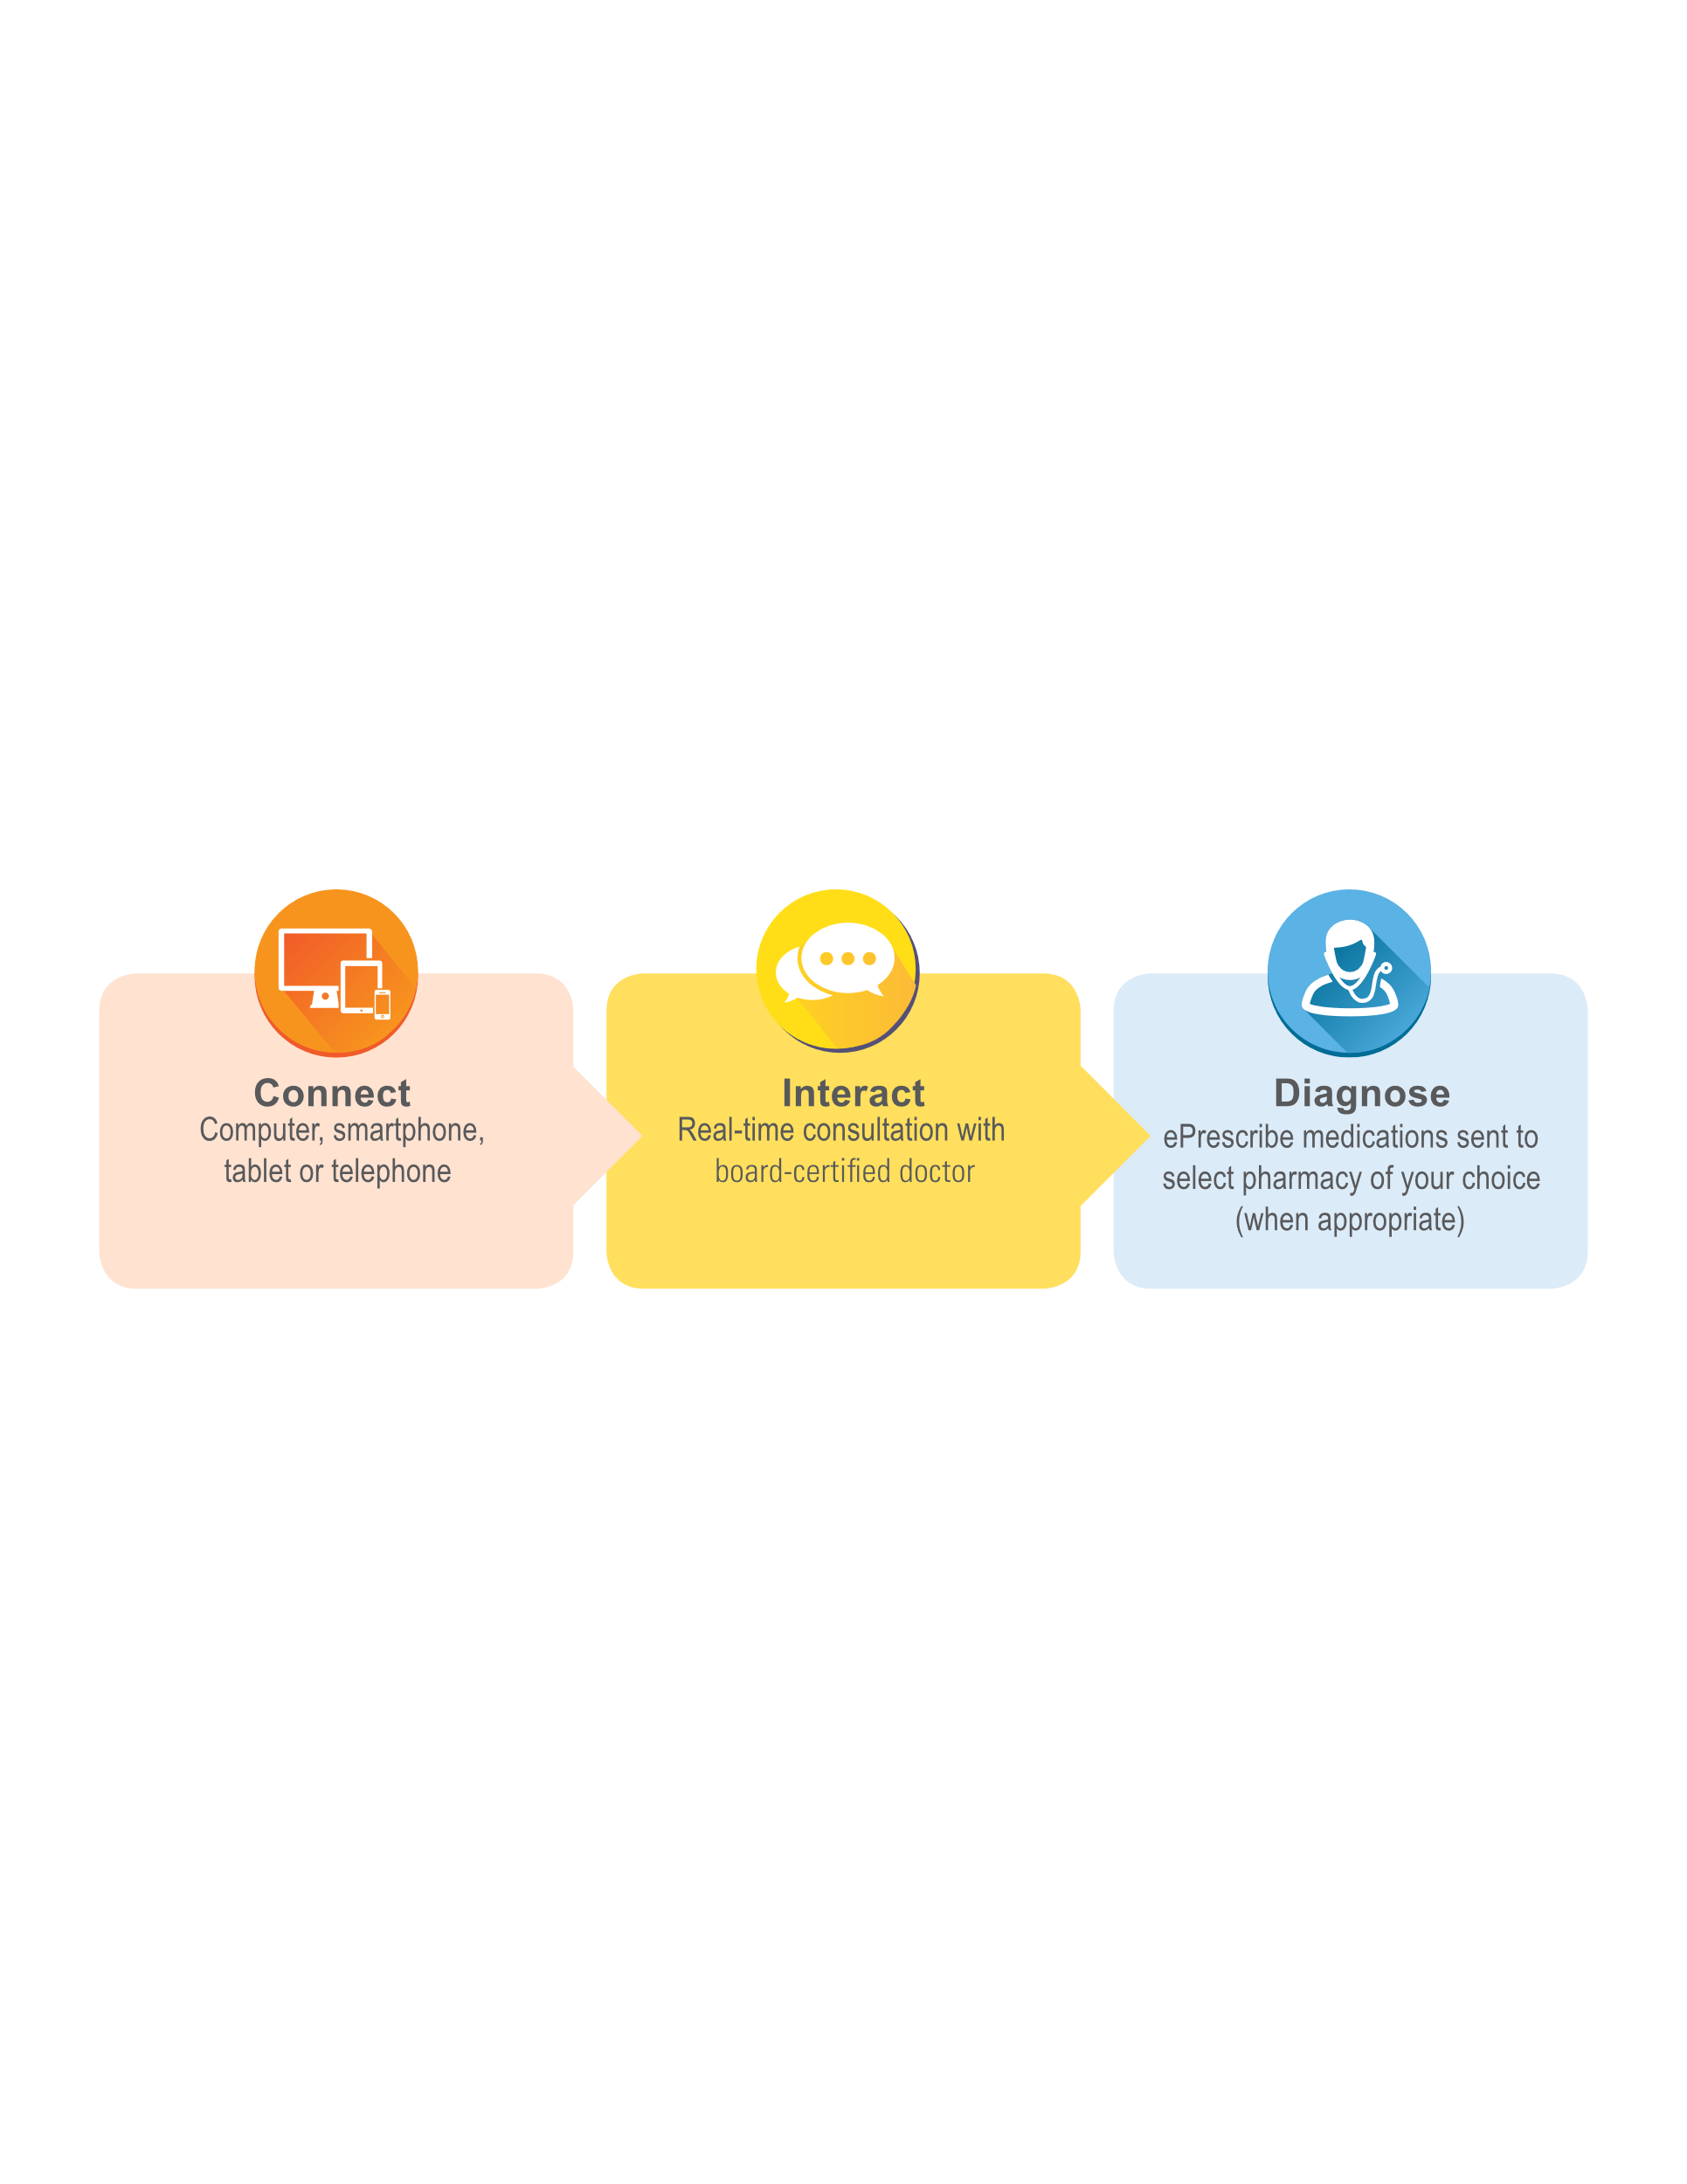 Connect
Computer, smartphone,
tablet or telephone
Interact
Real-time consultation with
board-certified doctor
Diagnose
ePrescribe medications sent to
select pharmacy of your choice
(when appropriate)